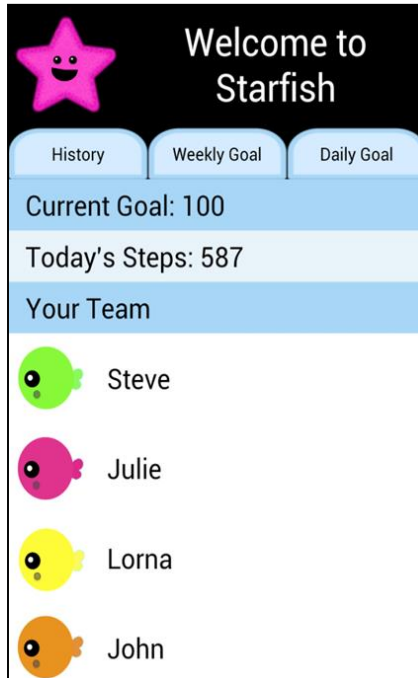 Welcome to
Starfish
History
Weekly Goal
Daily Goal
Current Goal: 100
Today's Steps: 587
Your Team
Steve
Julie
Lorna
John